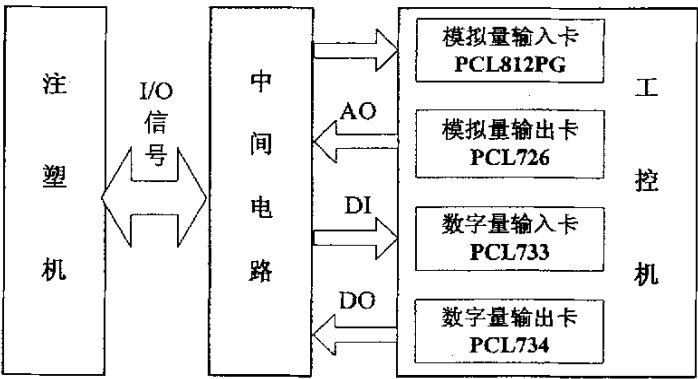 注塑机
I/O
信号
中间电路
AO
DI
DO
模拟量输入卡
PCL812PG
模拟量输出卡
PCL726
数字量输入卡
PCL733
数字量输出卡
PCL734
工控机